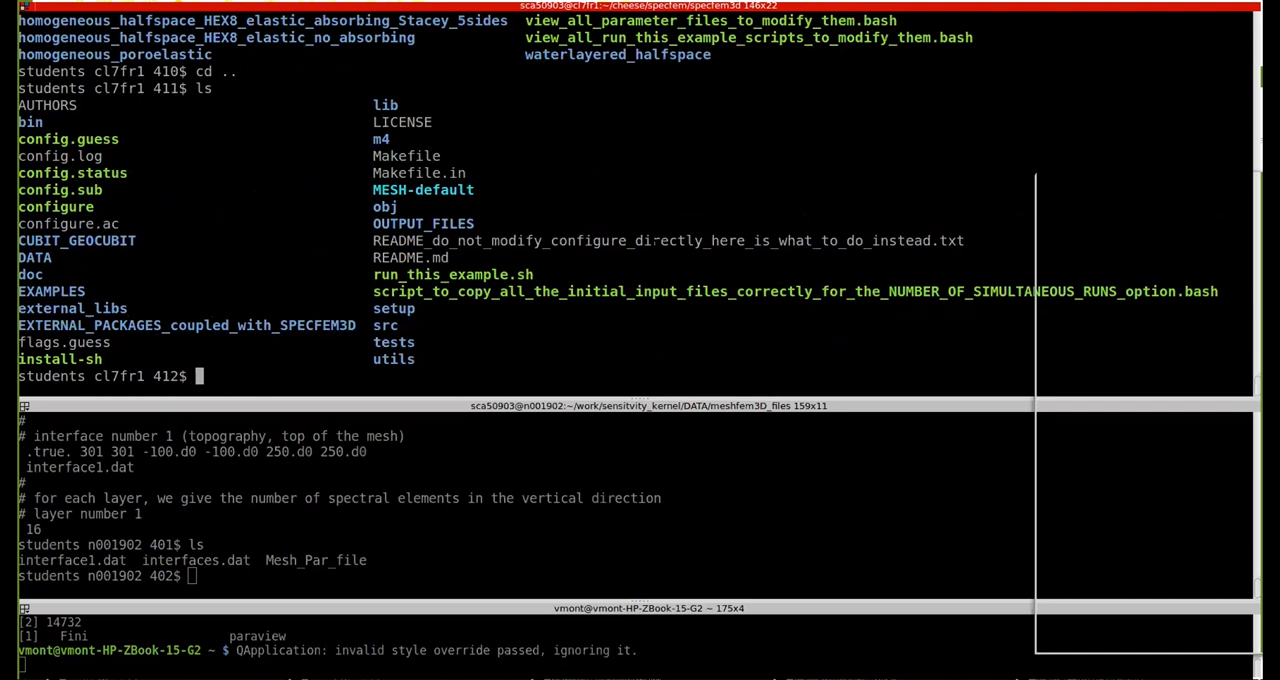 sca50903@cl7fr1:~/cheese/specfem/specfem3d 146x22
homogeneous_halfspace_HEX8_elastic_absorbing_Stacey_5sides view_all_parameter_files_to_modify_them.bash
homogeneous_halfspace_HEX8_elastic_no_absorbing view_all_run_this_example_scripts_to_modify_them.bash
homogeneous_poroelastic waterlayered_halfspace
students cl7fr1 410$ cd ..
students cl7fr1 411$ ls
AUTHORS lib
bin LICENSE
config.guess m4
config.log Makefile
config.status Makefile.in
config.sub MESH-default
configure obj
configure.ac OUTPUT_FILES
CUBIT_GEOCUBIT README_do_not_modify_configure_directly_here_is_what_to_do_instead.txt
DATA README.md
doc run_this_example.sh
EXAMPLES script_to_copy_all_the_initial_input_files_correctly_for_the_NUMBER_OF_SIMULTANEOUS_RUNS_option.bash
external_libs setup
EXTERNAL_PACKAGES_coupled_with_SPECFEM3D src
flags.guess tests
install-sh utils
students cl7fr1 412$
sca50903@n001902:~/work/sensitvity_kernel/DATA/meshfem3D_files 159x11
#
# interface number 1 (topography, top of the mesh)
.true. 301 301 -100.d0 -100.d0 250.d0 250.d0
interface1.dat
#
# for each layer, we give the number of spectral elements in the vertical direction
# layer number 1
16
students n001902 401$ ls
interface1.dat interfaces.dat Mesh_Par_file
students n001902 402$
vmont@vmont-HP-ZBook-15-G2 ~ 175x4
[2] 14732
[1] Fini paraview
vmont@vmont-HP-ZBook-15-G2 ~ $ QApplication: invalid style override passed, ignoring it.